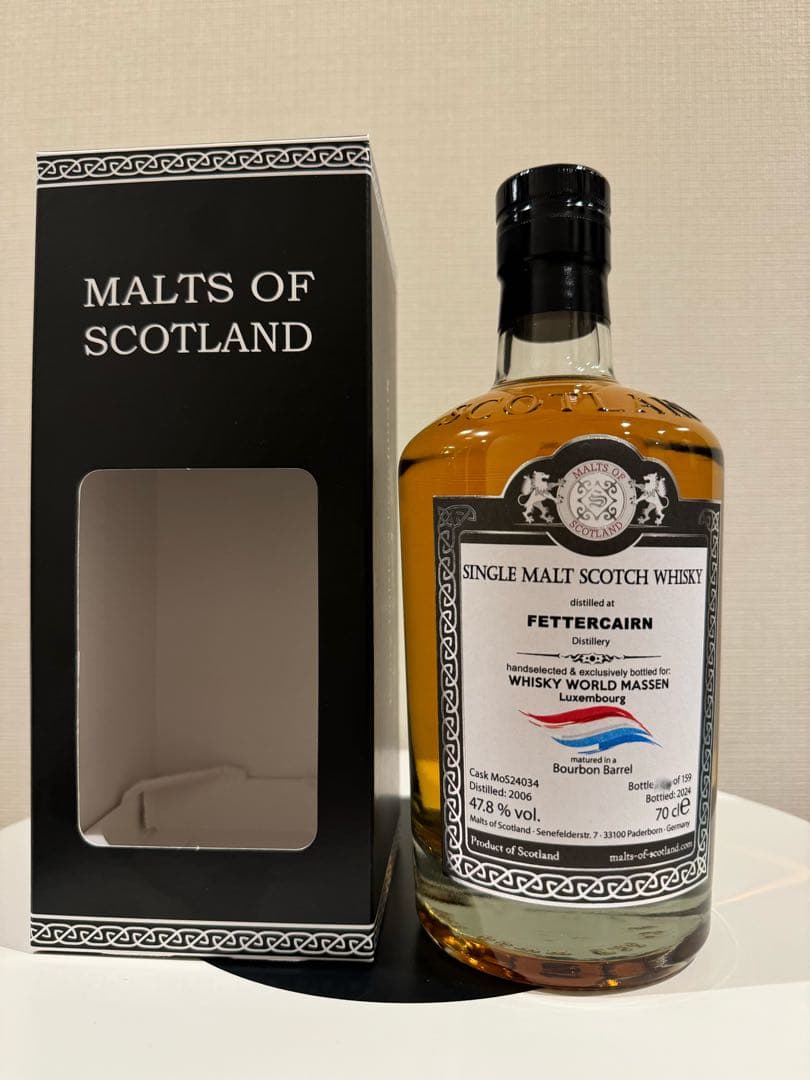 MALTS OF
SCOTLAND
SCOTLAN
MALTS OF
S
SCOTLAND
SINGLE MALT SCOTCH WHISKY
distilled at
FETTERCAIRN
Distillery
handselected & exclusively bottled for:
WHISKY WORLD MASSEN
Luxembourg
matured in a
Bourbon Barrel
Cask MoS24034
Distilled: 2006
47.8 % vol.
Bottle of 159
Bottled: 2024
70 cl e
Malts of Scotland · Senefelderstr. 7 · 33100 Paderborn · Germany
Product of Scotland
malts-of-scotland.com